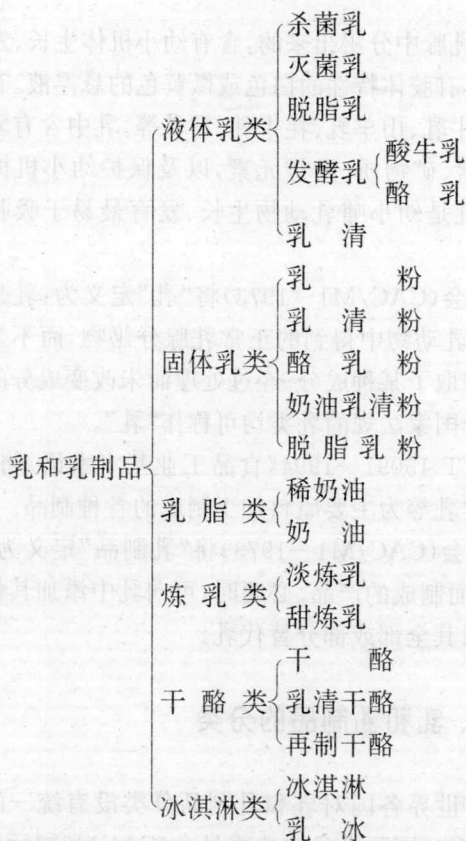 杀菌乳
灭菌乳
脱脂乳
液体乳类
酸牛乳
发酵乳
酪 乳
乳 清
乳 粉
乳 清 粉
固体乳类 酪 乳 粉
奶油乳清粉
脱脂乳粉
乳和乳制品
稀奶油
乳 脂 类
奶 油
淡炼乳
炼 乳 类
甜炼乳
干 酪
干 酪 类 乳清干酪
再制干酪
冰淇淋
冰淇淋类
乳 冰